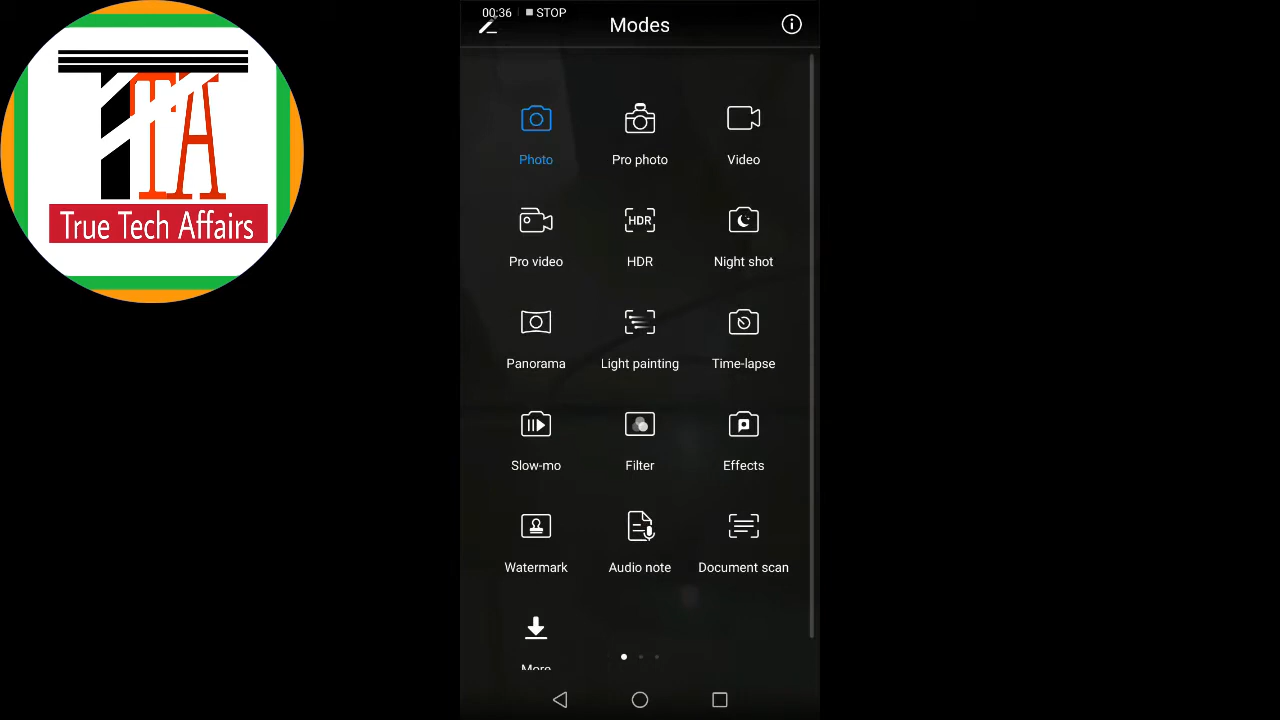 TTA
True Tech Affairs
00:36 STOP
Modes
Photo
Pro photo
Video
Pro video
HDR
HDR
Night shot
Panorama
Light painting
Time-lapse
Slow-mo
Filter
Effects
Watermark
Audio note
Document scan
More